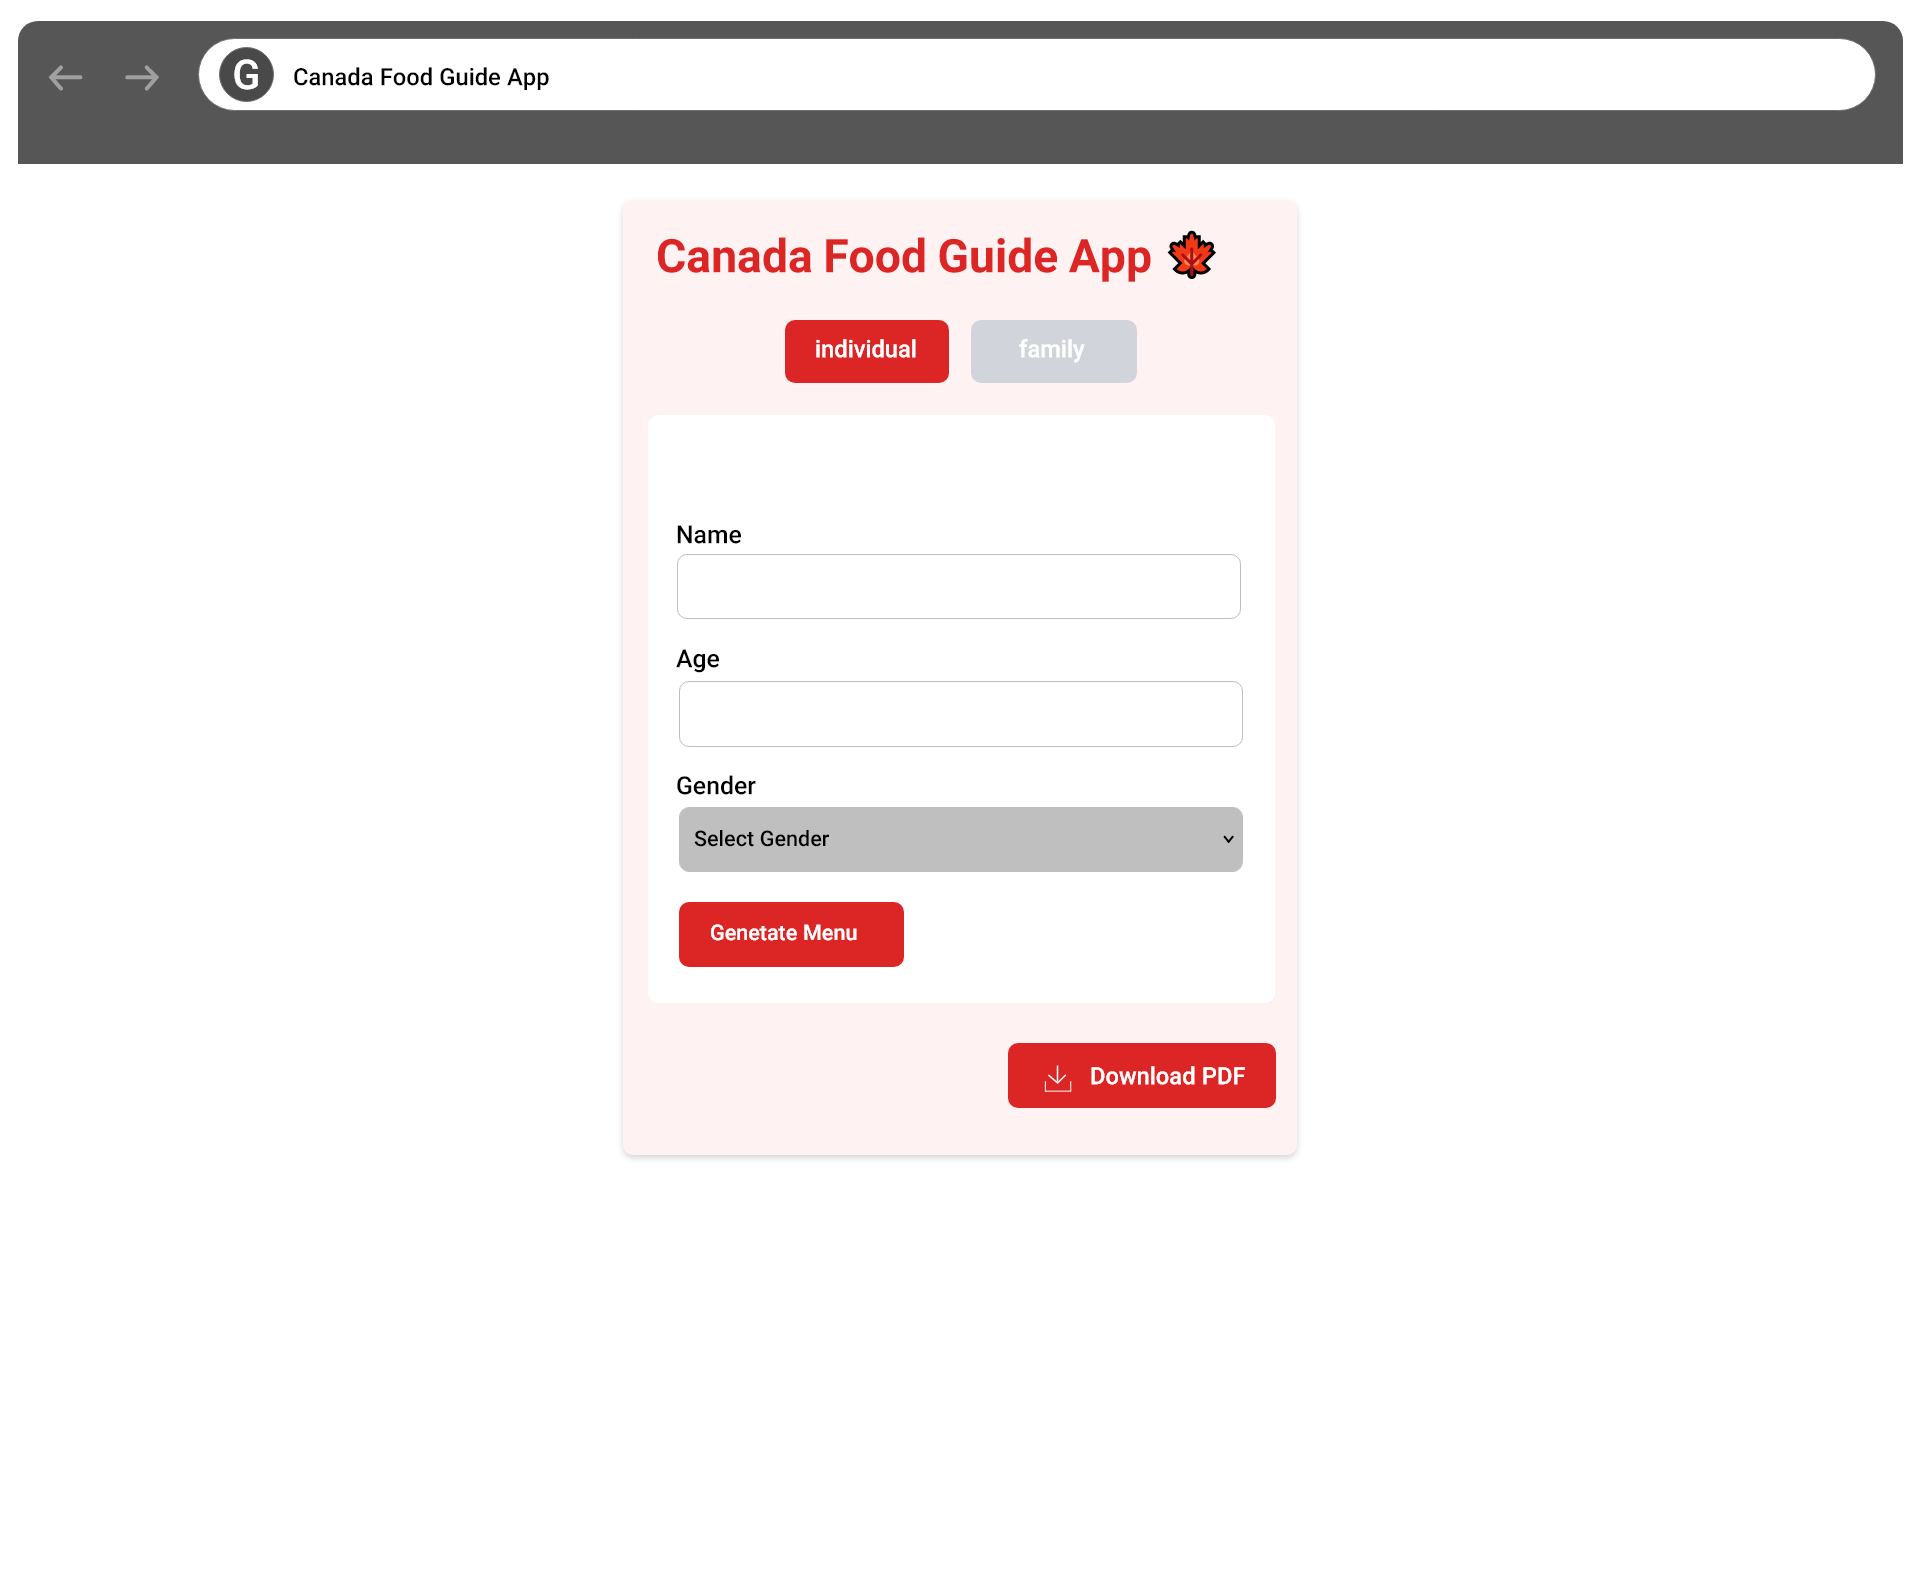 G Canada Food Guide App
Canada Food Guide App
individual family
Name
Age
Gender
Select Gender
Genetate Menu
Download PDF